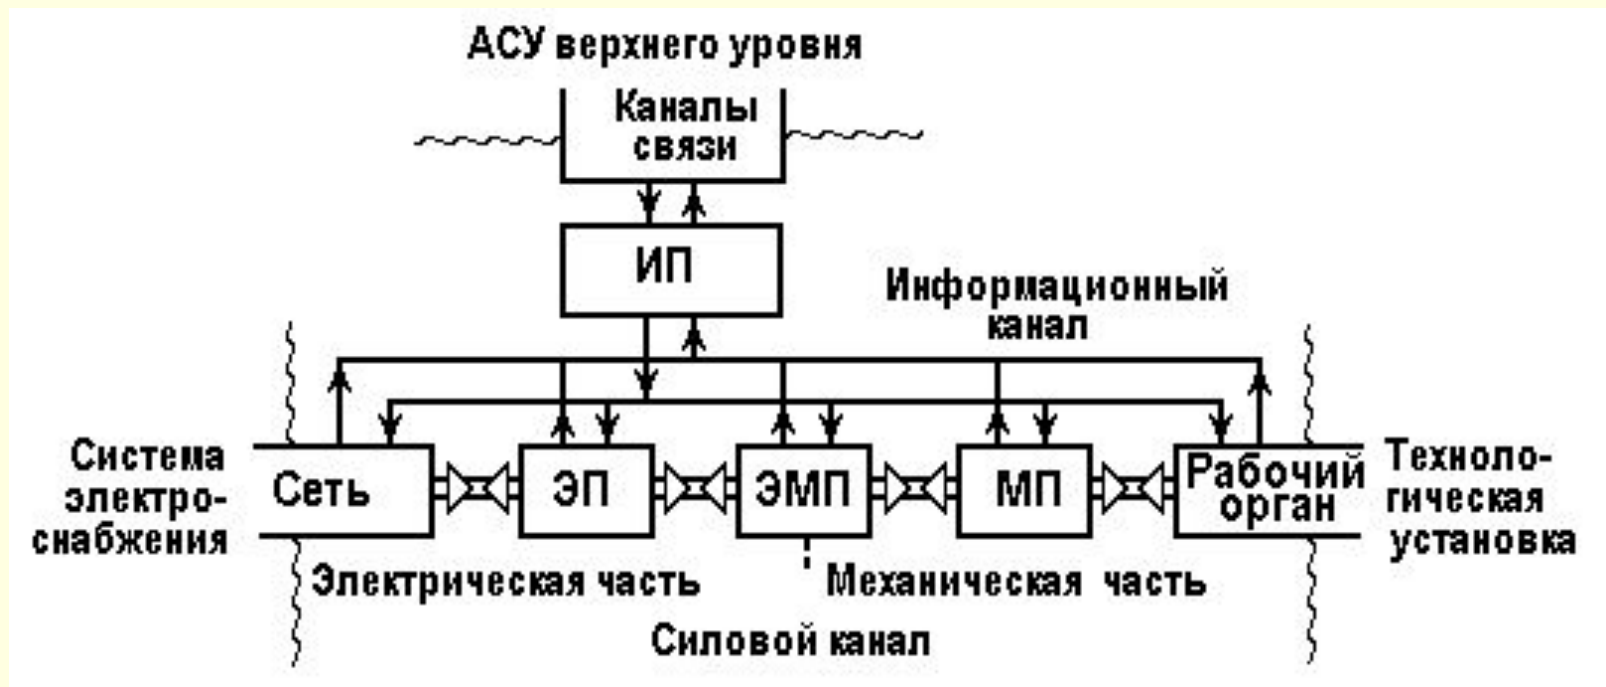 АСУ верхнего уровня
Каналы
связи
ИП
Информационный
канал
Система
электро-
снабжения
Сеть
ЭП
ЭМП
МП
Рабочий
орган
Техноло-
гическая
установка
Электрическая часть
Механическая часть
Силовой канал